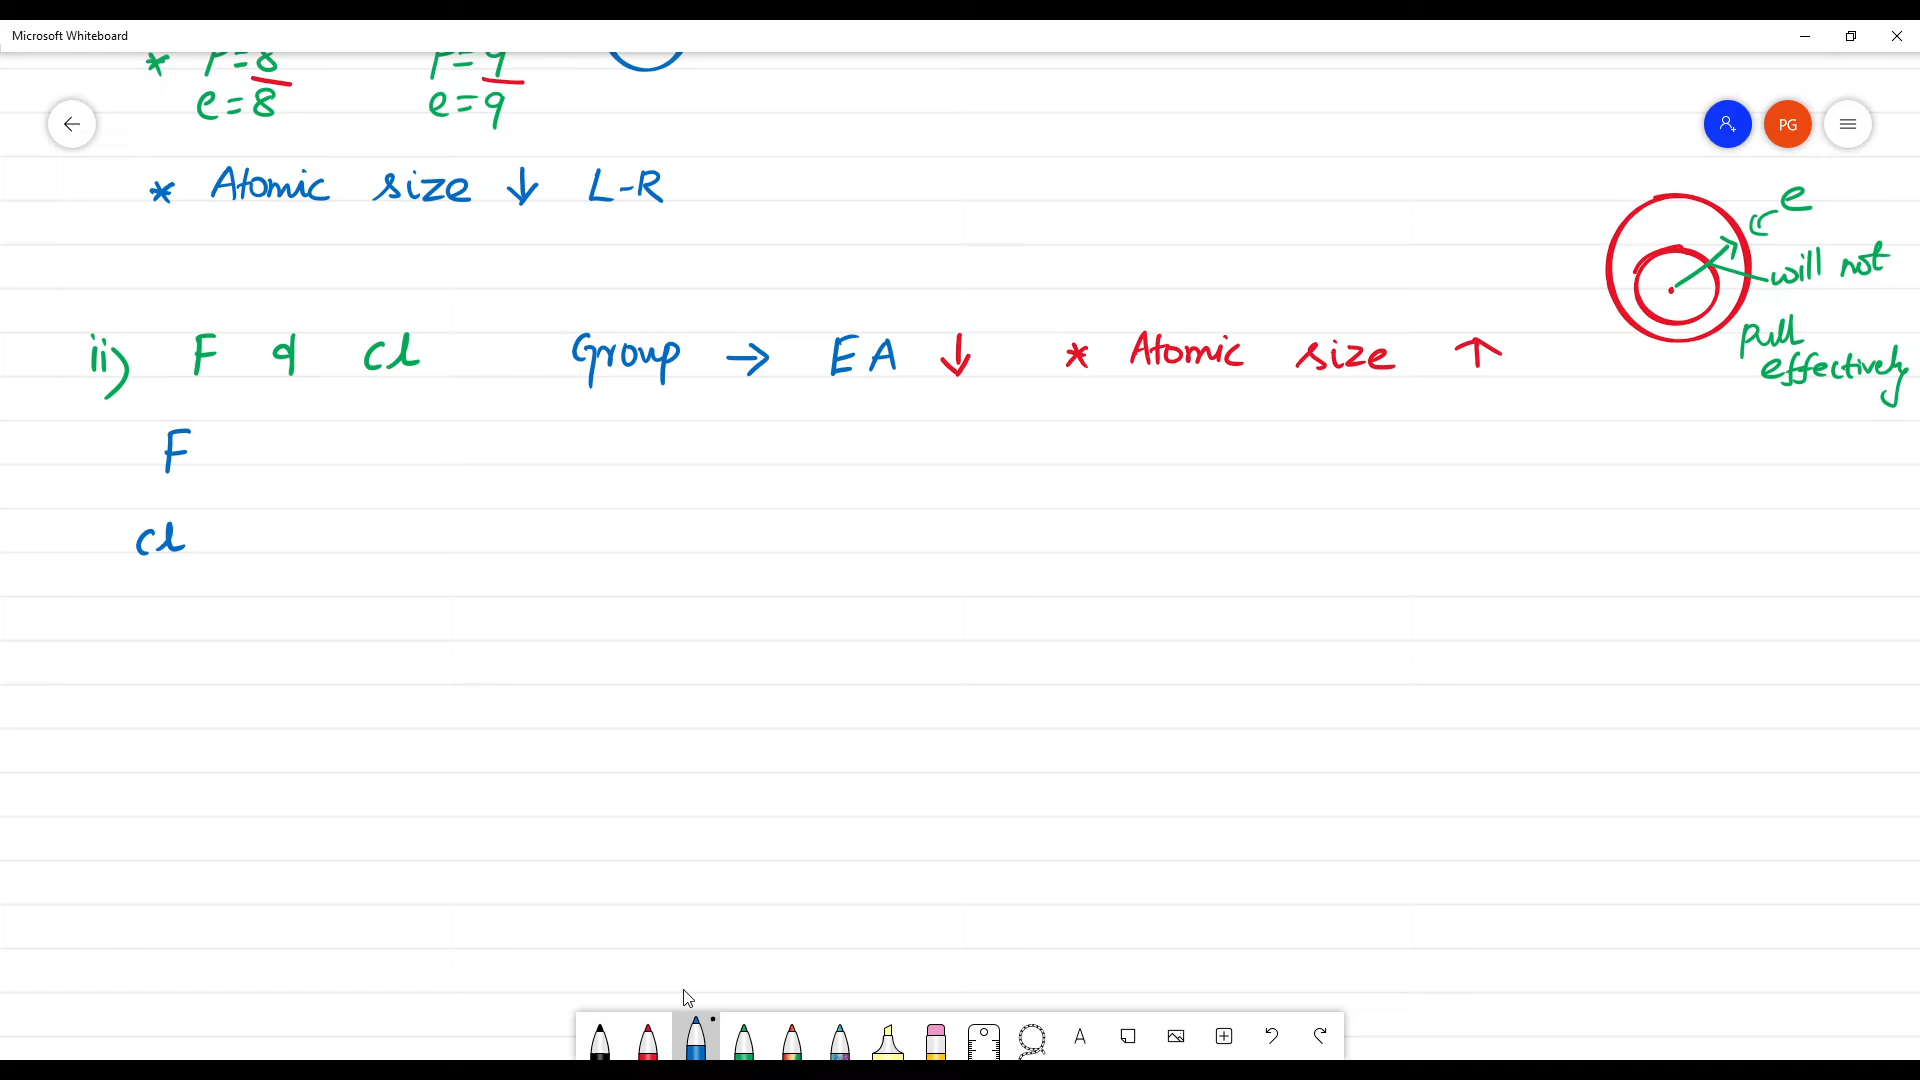 Microsoft Whiteboard
* P=8 P=9
e=8 e=9
PG
* Atomic size ↓ L-R
e
will not
pull
effectively
ii) F & Cl Group → EA ↓ * Atomic size ↑
F
Cl
A